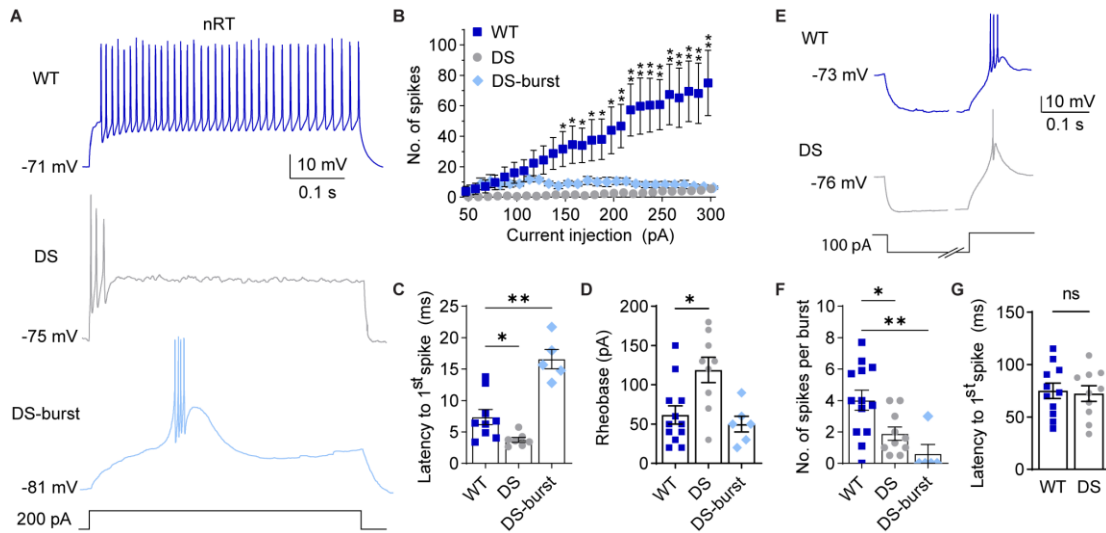 A
nRT
WT
-71 mV
10 mV
0.1 s
DS
-75 mV
DS-burst
-81 mV
200 pA
B
WT
DS
DS-burst
No. of spikes
100
80
60
40
20
0
* * * * * * ** ** ** ** ** ** ** ** ** **
50 100 150 200 250 300
Current injection (pA)
C
Latency to 1st spike (ms)
25
20
15
10
5
0
**
*
WT DS DS-burst
D
Rheobase (pA)
200
150
100
50
0
*
WT DS DS-burst
E
WT
-73 mV
10 mV
0.1 s
DS
-76 mV
100 pA
F
No. of spikes per burst
10
8
6
4
2
0
*
**
WT DS DS-burst
G
Latency to 1st spike (ms)
150
100
50
0
ns
WT DS